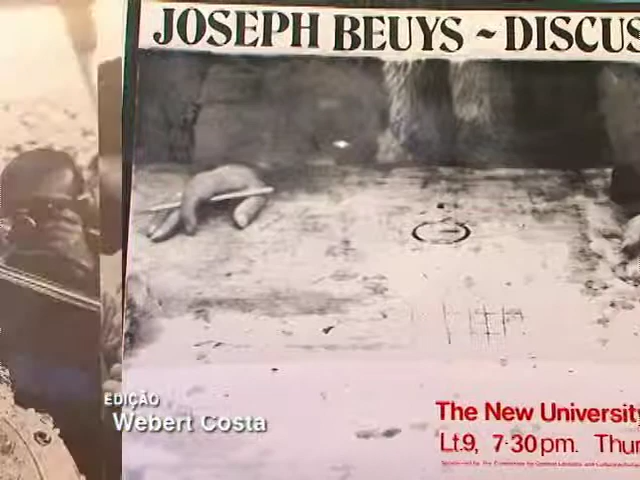 JOSEPH BEUYS ~ DISCUS
EDIÇÃO
Webert Costa
The New University
Lt.9, 7·30pm. Thur